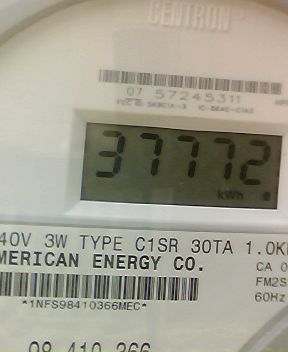 CENTRON
07 57245311
37772
kWh
40V 3W TYPE C1SR 30TA 1.0K
MERICAN ENERGY CO.
CA 0
FM2S
60Hz
*1NFS98410366MEC*
98 410 366